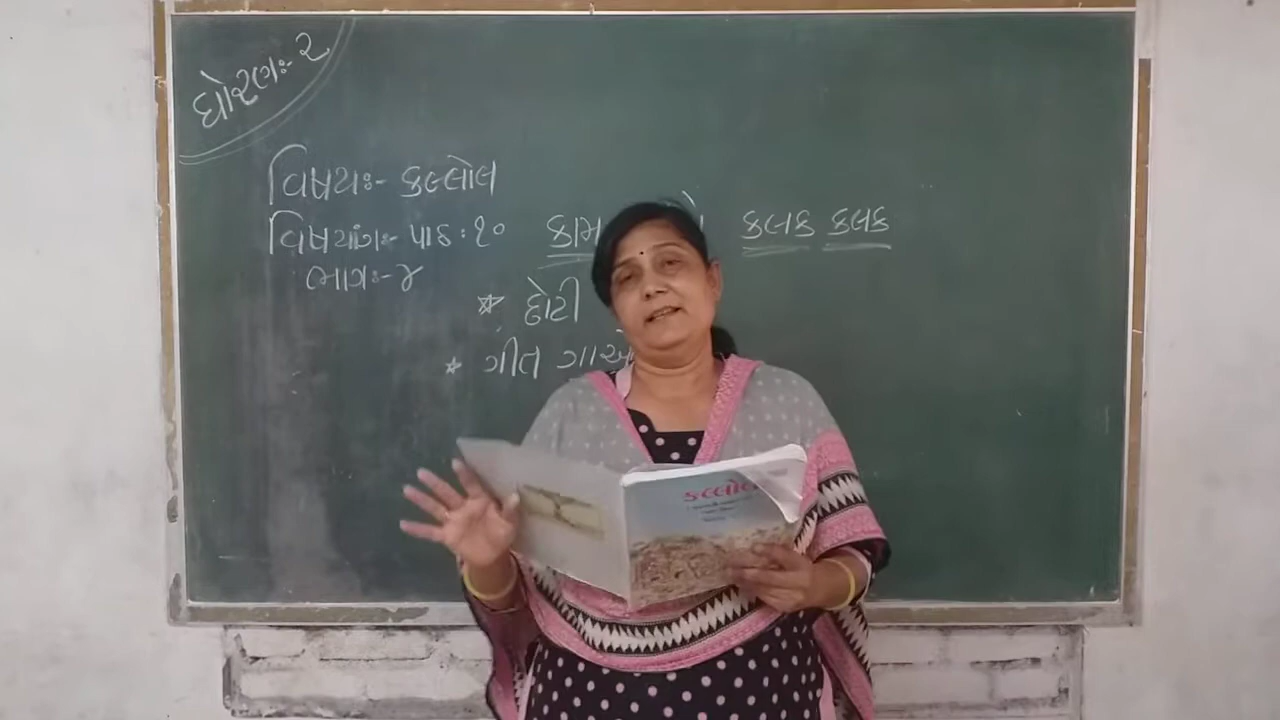 ધોરણઃ- ૨
વિષયઃ- કલ્લોલ
વિષયાંગઃ- પાઠ : ૧૦ કામ કલક કલક
ભાગઃ- ૪
* હોટી
* ગીત ગાઓ
કલ્લોલ